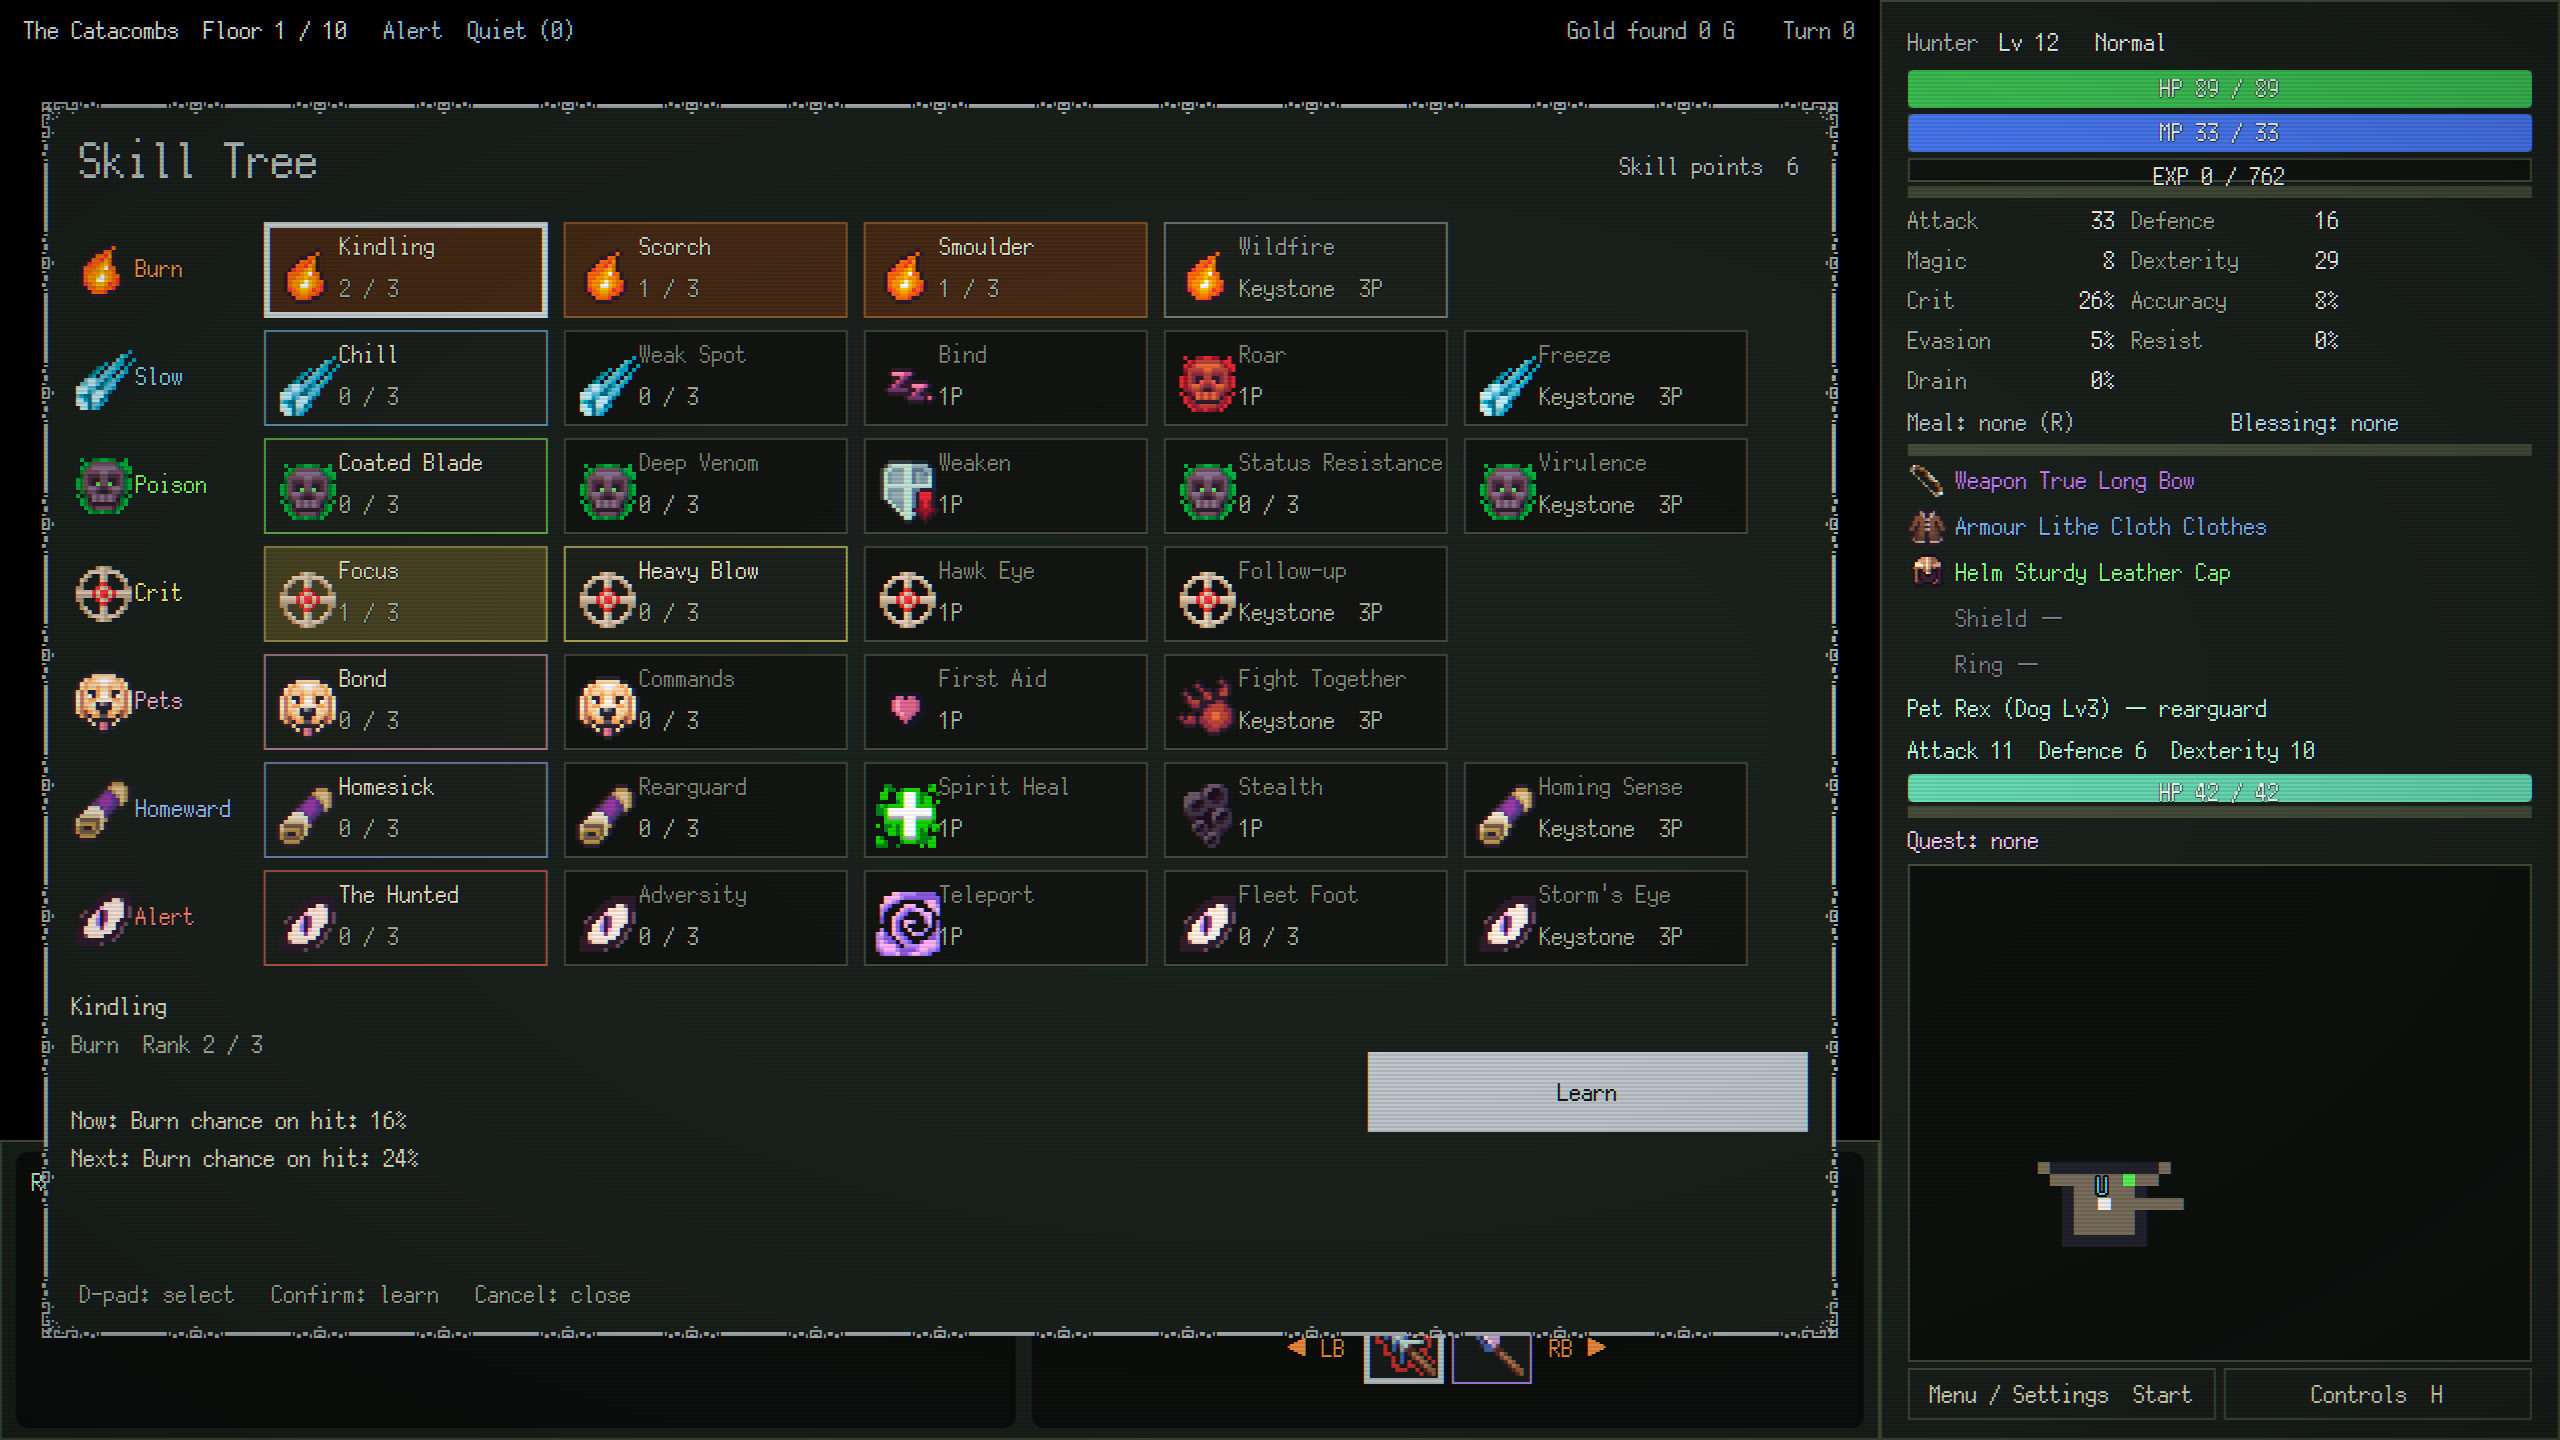 The Catacombs Floor 1 / 10 Alert Quiet (0) Gold found 0 G Turn 0
Skill Tree Skill points 6
Burn
Kindling 2 / 3
Scorch 1 / 3
Smoulder 1 / 3
Wildfire Keystone 3P
Slow
Chill 0 / 3
Weak Spot 0 / 3
Bind 1P
Roar 1P
Freeze Keystone 3P
Poison
Coated Blade 0 / 3
Deep Venom 0 / 3
Weaken 1P
Status Resistance 0 / 3
Virulence Keystone 3P
Crit
Focus 1 / 3
Heavy Blow 0 / 3
Hawk Eye 1P
Follow-up Keystone 3P
Pets
Bond 0 / 3
Commands 0 / 3
First Aid 1P
Fight Together Keystone 3P
Homeward
Homesick 0 / 3
Rearguard 0 / 3
Spirit Heal 1P
Stealth 1P
Homing Sense Keystone 3P
Alert
The Hunted 0 / 3
Adversity 0 / 3
Teleport 1P
Fleet Foot 0 / 3
Storm's Eye Keystone 3P
Kindling
Burn Rank 2 / 3
Now: Burn chance on hit: 16%
Next: Burn chance on hit: 24%
Learn
D-pad: select Confirm: learn Cancel: close
LB RB
Hunter Lv 12 Normal
HP 89 / 89
MP 33 / 33
EXP 0 / 762
Attack 33 Defence 16
Magic 8 Dexterity 29
Crit 26% Accuracy 8%
Evasion 5% Resist 0%
Drain 0%
Meal: none (R) Blessing: none
Weapon True Long Bow
Armour Lithe Cloth Clothes
Helm Sturdy Leather Cap
Shield —
Ring —
Pet Rex (Dog Lv3) — rearguard
Attack 11 Defence 6 Dexterity 10
HP 42 / 42
Quest: none
U
Menu / Settings Start
Controls H